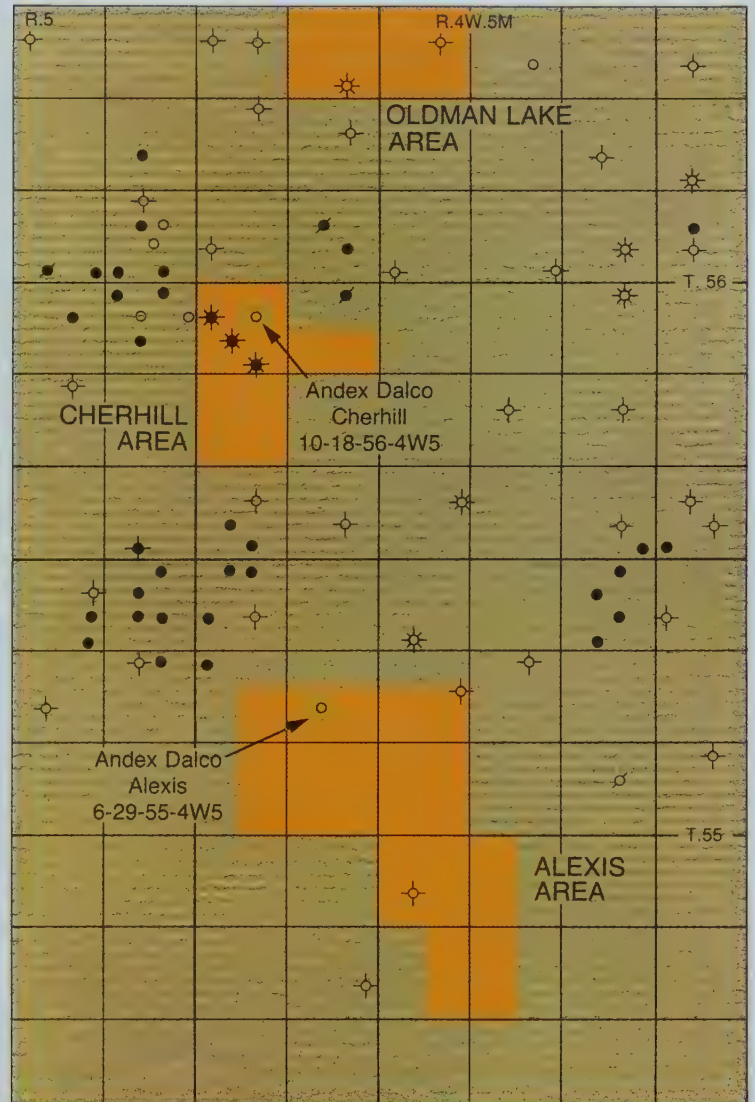 R.5
R.4W.5M
OLDMAN LAKE
AREA
T. 56
Andex Dalco
Cherhill
10-18-56-4W5
CHERHILL
AREA
Andex Dalco
Alexis
6-29-55-4W5
T.55
ALEXIS
AREA